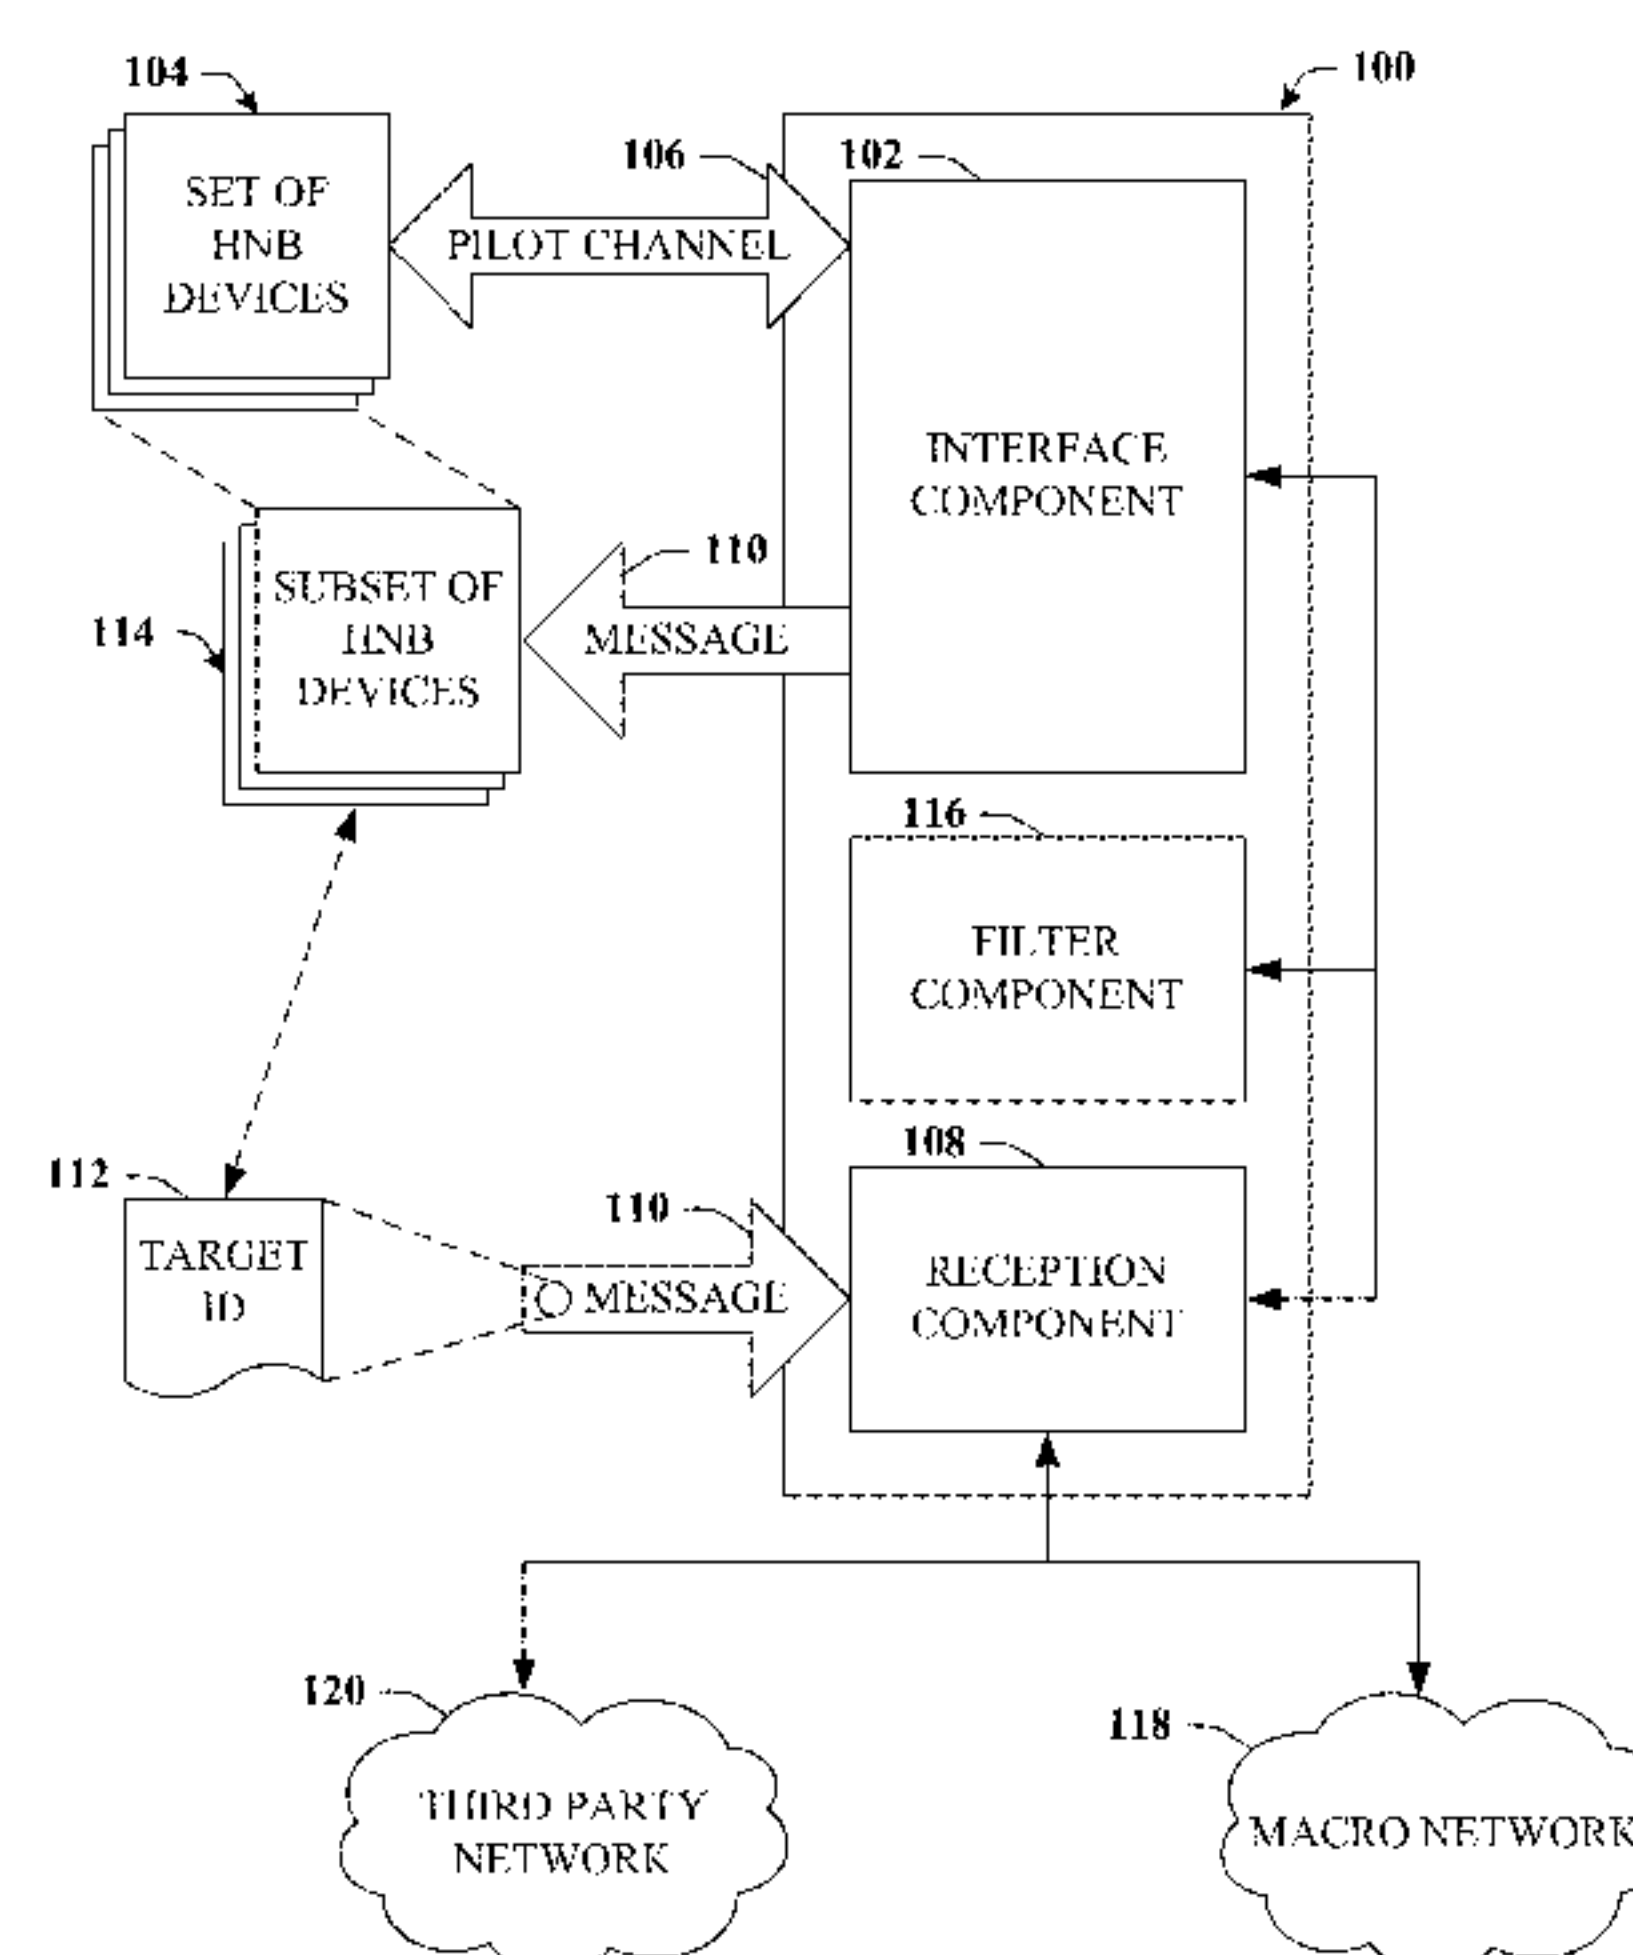 104
100
SET OF
HNB
DEVICES
106
102
PILOT CHANNEL
INTERFACE
COMPONENT
110
SUBSET OF
HNB
DEVICES
114
MESSAGE
116
FILTER
COMPONENT
108
112
TARGET
ID
110
MESSAGE
RECEPTION
COMPONENT
120
118
THIRD PARTY
NETWORK
MACRO NETWORK